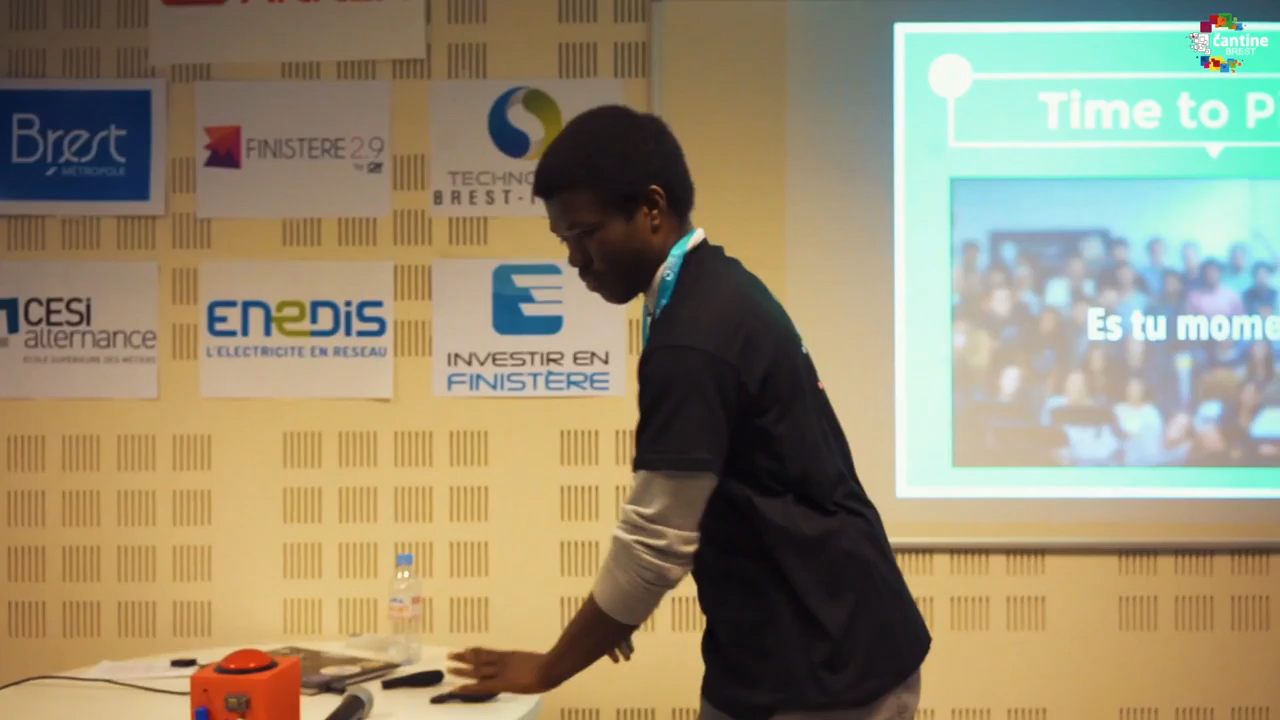 cantine
BREST
Brest
MÉTROPOLE
FINISTERE 2.9
by
TECHNO
BREST-
Time to P
CESi
alternance
ÉCOLE SUPÉRIEURE DES MÉTIERS
ENEDIS
L'ELECTRICITE EN RESEAU
INVESTIR EN
FINISTÈRE
Es tu mome